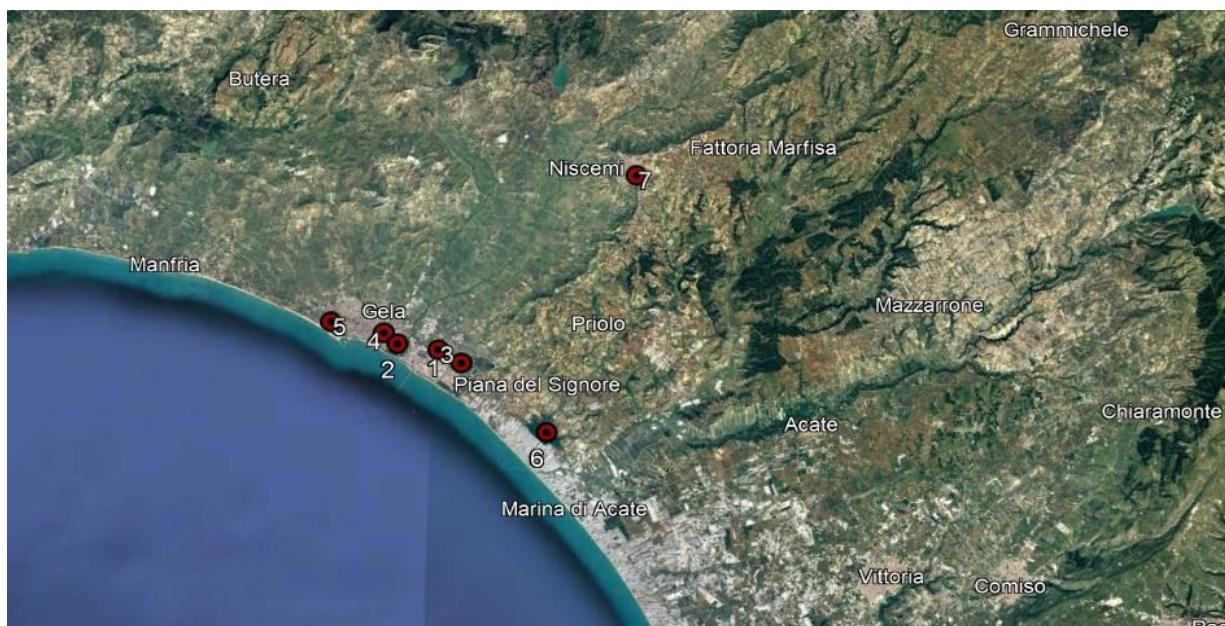 Grammichele
Butera
Fattoria Marfisa
Niscemi
7
Manfria
Mazzarrone
Gela
Priolo
5
4
3
1
2
Piana del Signore
Chiaramonte
Acate
6
Marina di Acate
Vittoria
Comiso